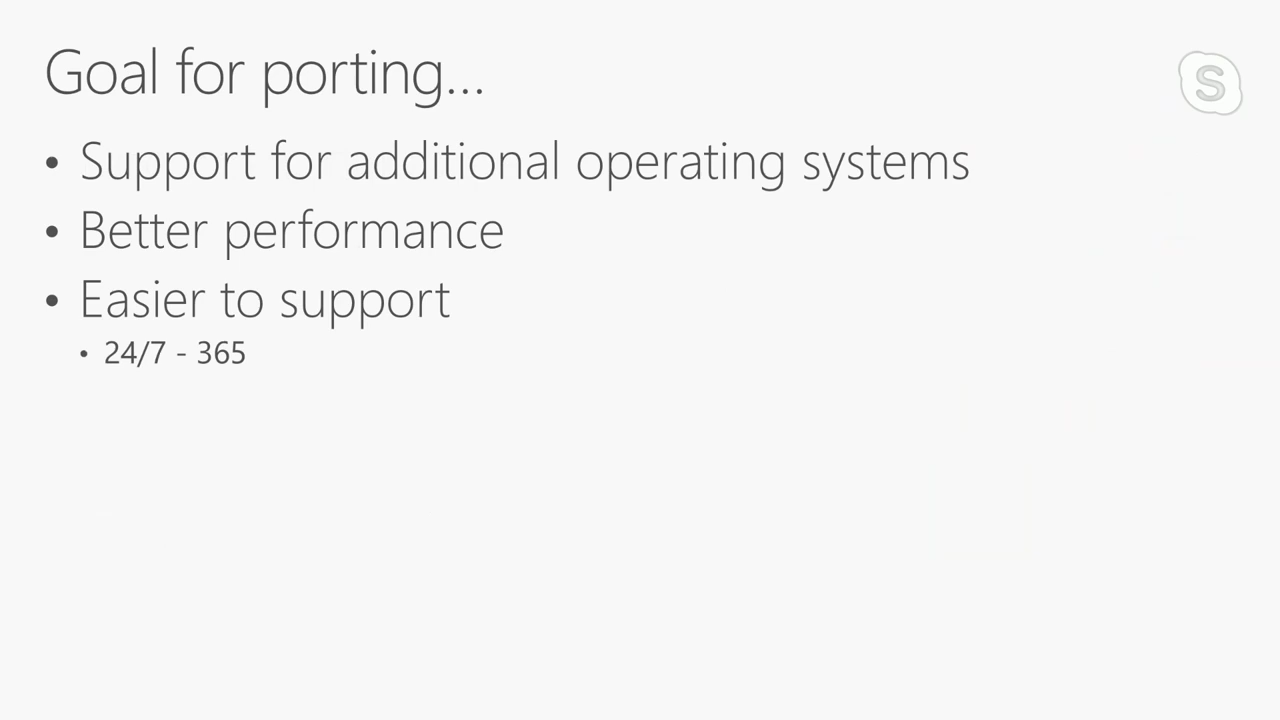 Goal for porting...
S
• Support for additional operating systems
• Better performance
• Easier to support
• 24/7 - 365